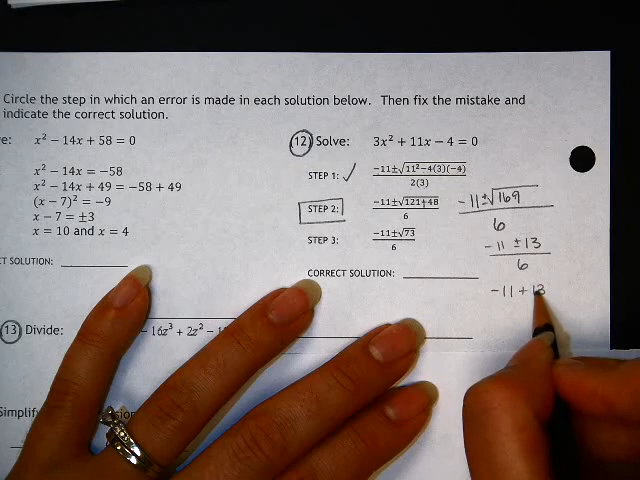 Circle the step in which an error is made in each solution below. Then fix the mistake and
indicate the correct solution.
e: x² − 14x + 58 = 0
x² − 14x = −58
x² − 14x + 49 = −58 + 49
(x − 7)² = −9
x − 7 = ±3
x = 10 and x = 4
CT SOLUTION:
12 Solve: 3x² + 11x − 4 = 0
STEP 1: ✓ −11±√11²−4(3)(−4)
2(3)
STEP 2: −11±√121+48
6
STEP 3: −11±√73
6
CORRECT SOLUTION:
−11±√169
6
−11 ±13
6
−11+13
13 Divide: − 16z³ + 2z² −
Simplify